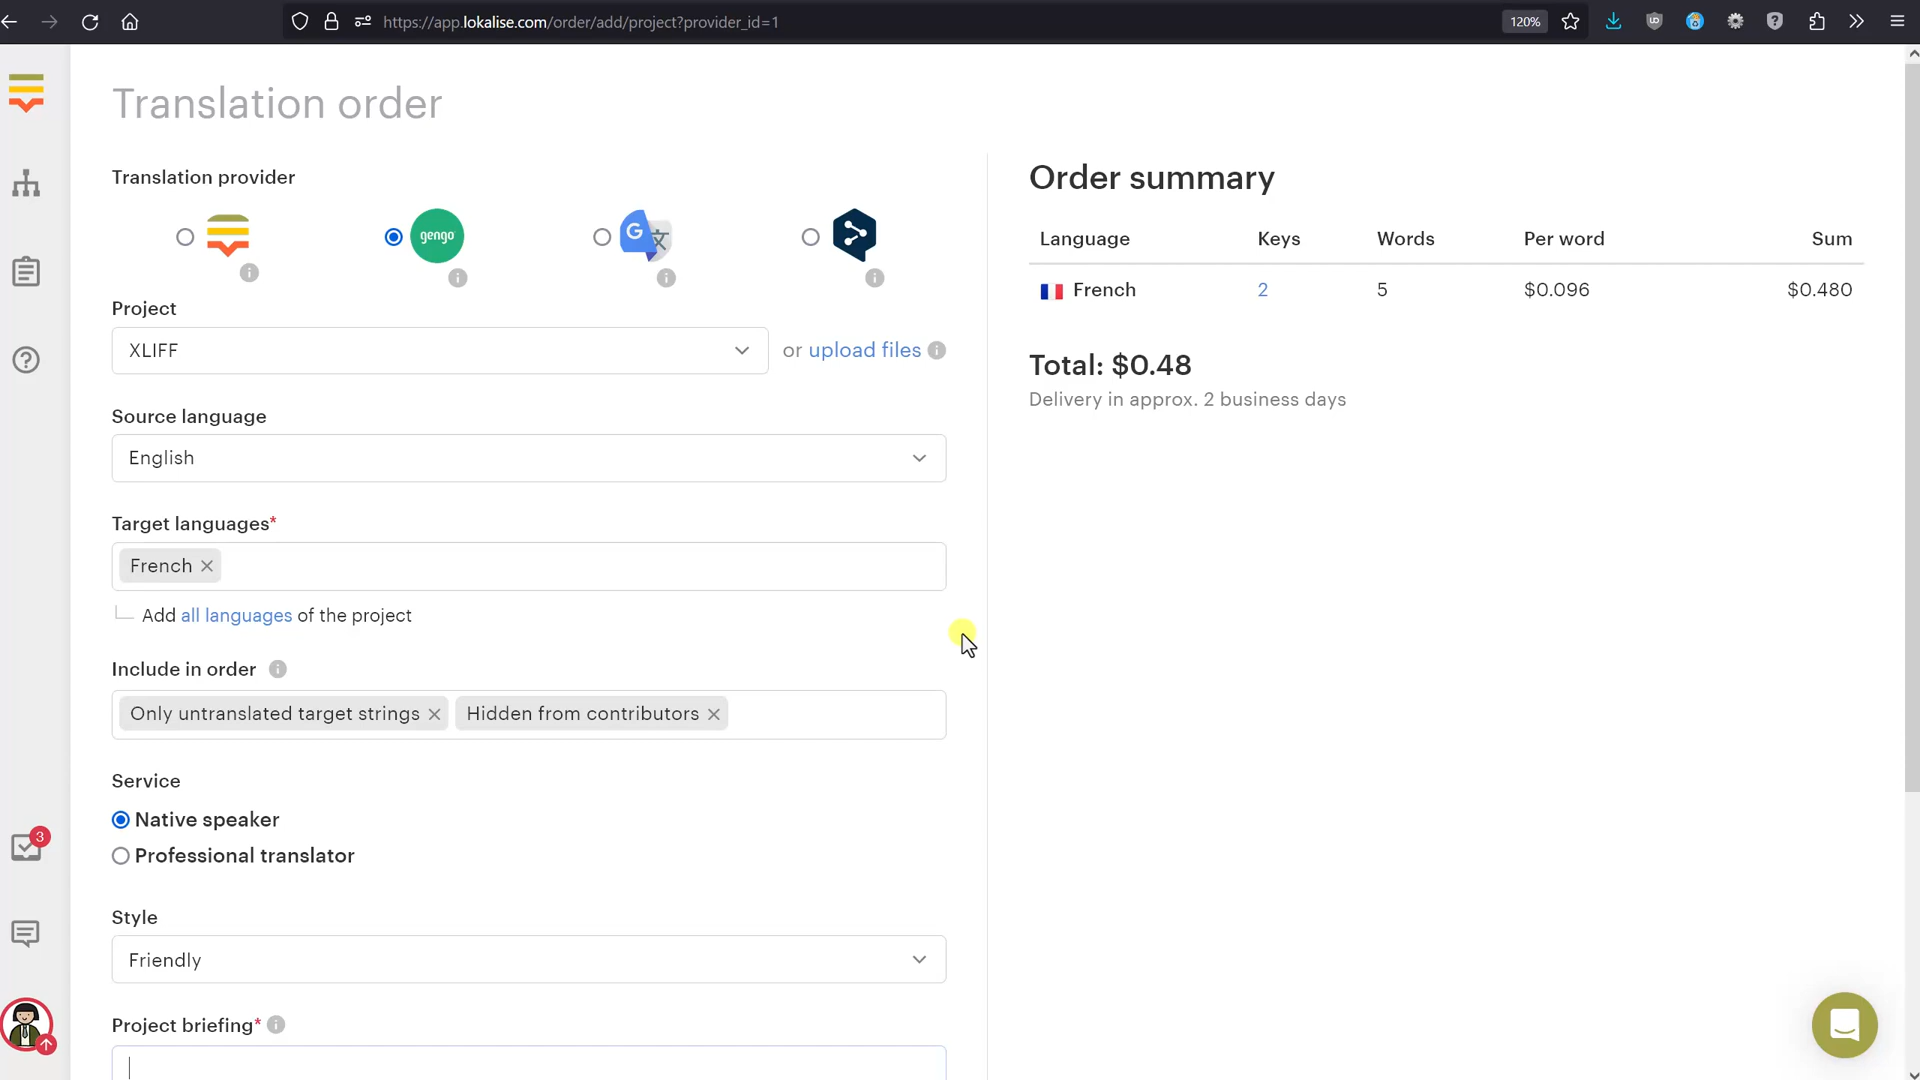 https://app.lokalise.com/order/add/project?provider_id=1
120%
Translation order
Translation provider
gengo
G
Project
XLIFF
or upload files
Source language
English
Target languages*
French
Add all languages of the project
Include in order
Only untranslated target strings
Hidden from contributors
Service
Native speaker
Professional translator
Style
Friendly
Project briefing*
3
Order summary
Language Keys Words Per word Sum
French 2 5 $0.096 $0.480
Total: $0.48
Delivery in approx. 2 business days